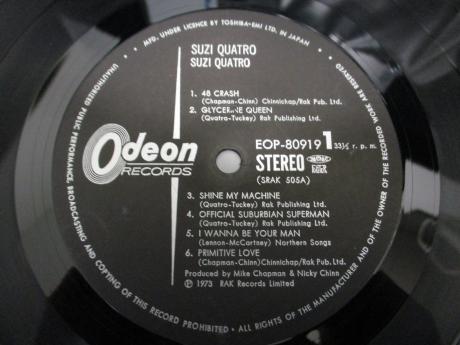 MFD. UNDER LICENCE BY TOSHIBA-EMI LTD. IN JAPAN
UNAUTHORIZED PUBLIC PERFORMANCE, BROADCASTING AND COPYING OF THIS RECORD PROHIBITED • ALL RIGHTS OF THE MANUFACTURER AND OF THE OWNER OF THE RECORDED WORK ARE RESERVED
SUZI QUATRO
SUZI QUATRO
1. 48 CRASH
(Chapman-Chinn) Chinnichap/Rak Pub. Ltd.
2. GLYCERINE QUEEN
(Quatro-Tuckey) Rak Publishing Ltd.
Odeon
RECORDS
EOP-80919 1 33⅓ r. p. m.
STEREO
(SRAK 505A)
3. SHINE MY MACHINE
(Quatro-Tuckey) Rak Publishing Ltd.
4. OFFICIAL SUBURBIAN SUPERMAN
(Quatro-Tuckey) Rak Publishing Ltd.
5. I WANNA BE YOUR MAN
(Lennon-McCartney) Northern Songs
6. PRIMITIVE LOVE
(Chapman-Chinn)Chinnichap/Rak Pub. Ltd.
Produced by Mike Chapman & Nicky Chinn
Ⓟ 1973 RAK Records Limited